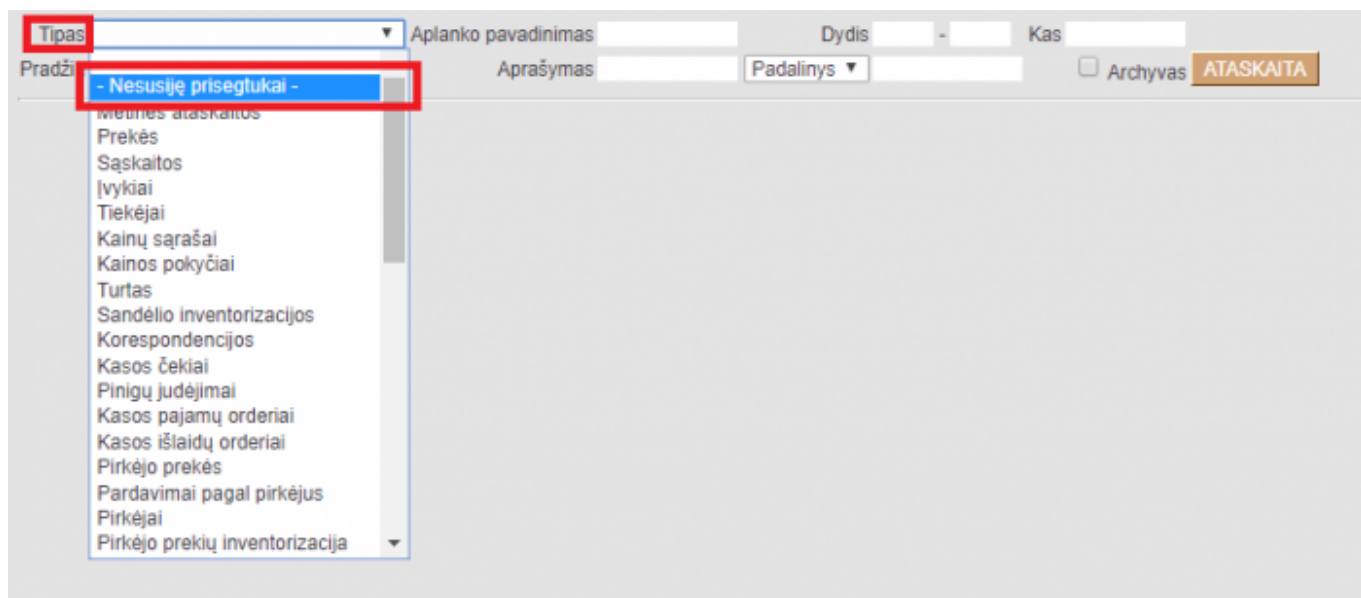 Tipas Aplanko pavadinimas Dydis - Kas
Aprašymas Padalinys Archyvas ATASKAITA
- Nesusiję prisegtukai -
Metinės ataskaitos
Prekės
Sąskaitos
Įvykiai
Tiekėjai
Kainų sąrašai
Kainos pokyčiai
Turtas
Sandėlio inventorizacijos
Korespondencijos
Kasos čekiai
Pinigų judėjimai
Kasos pajamų orderiai
Kasos išlaidų orderiai
Pirkėjo prekės
Pardavimai pagal pirkėjus
Pirkėjai
Pirkėjo prekių inventorizacija